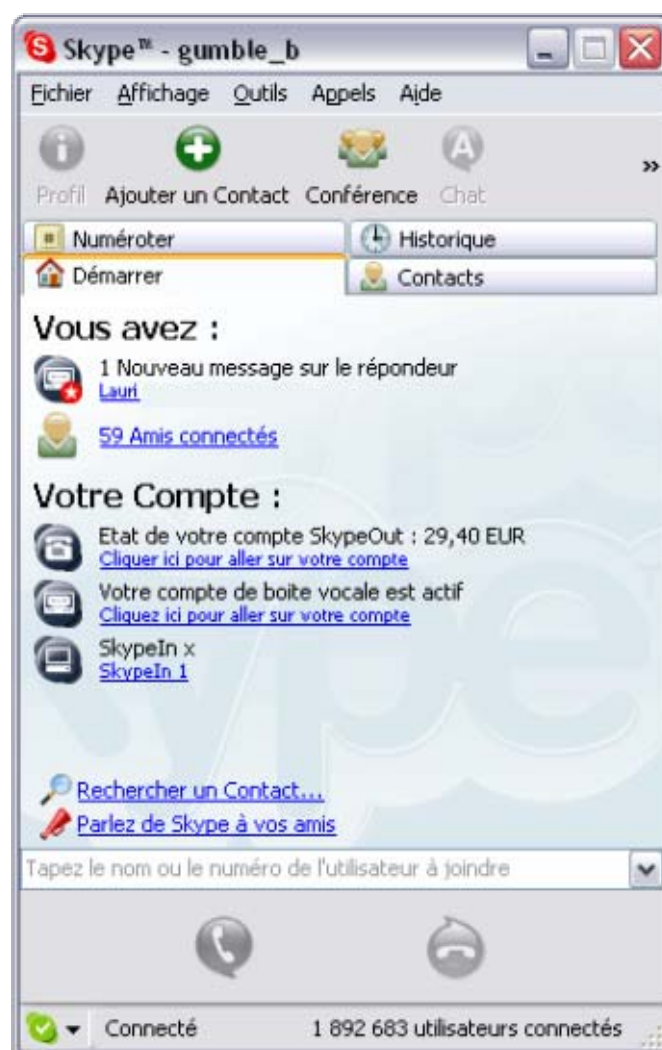 Skype™ - gumble_b
Fichier Affichage Outils Appels Aide
Profil Ajouter un Contact Conférence Chat
Numéroter Historique
Démarrer Contacts
Vous avez :
1 Nouveau message sur le répondeur
Lauri
59 Amis connectés
Votre Compte :
Etat de votre compte SkypeOut : 29,40 EUR
Cliquer ici pour aller sur votre compte
Votre compte de boite vocale est actif
Cliquez ici pour aller sur votre compte
SkypeIn x
SkypeIn 1
Rechercher un Contact...
Parlez de Skype à vos amis
Tapez le nom ou le numéro de l'utilisateur à joindre
Connecté 1 892 683 utilisateurs connectés